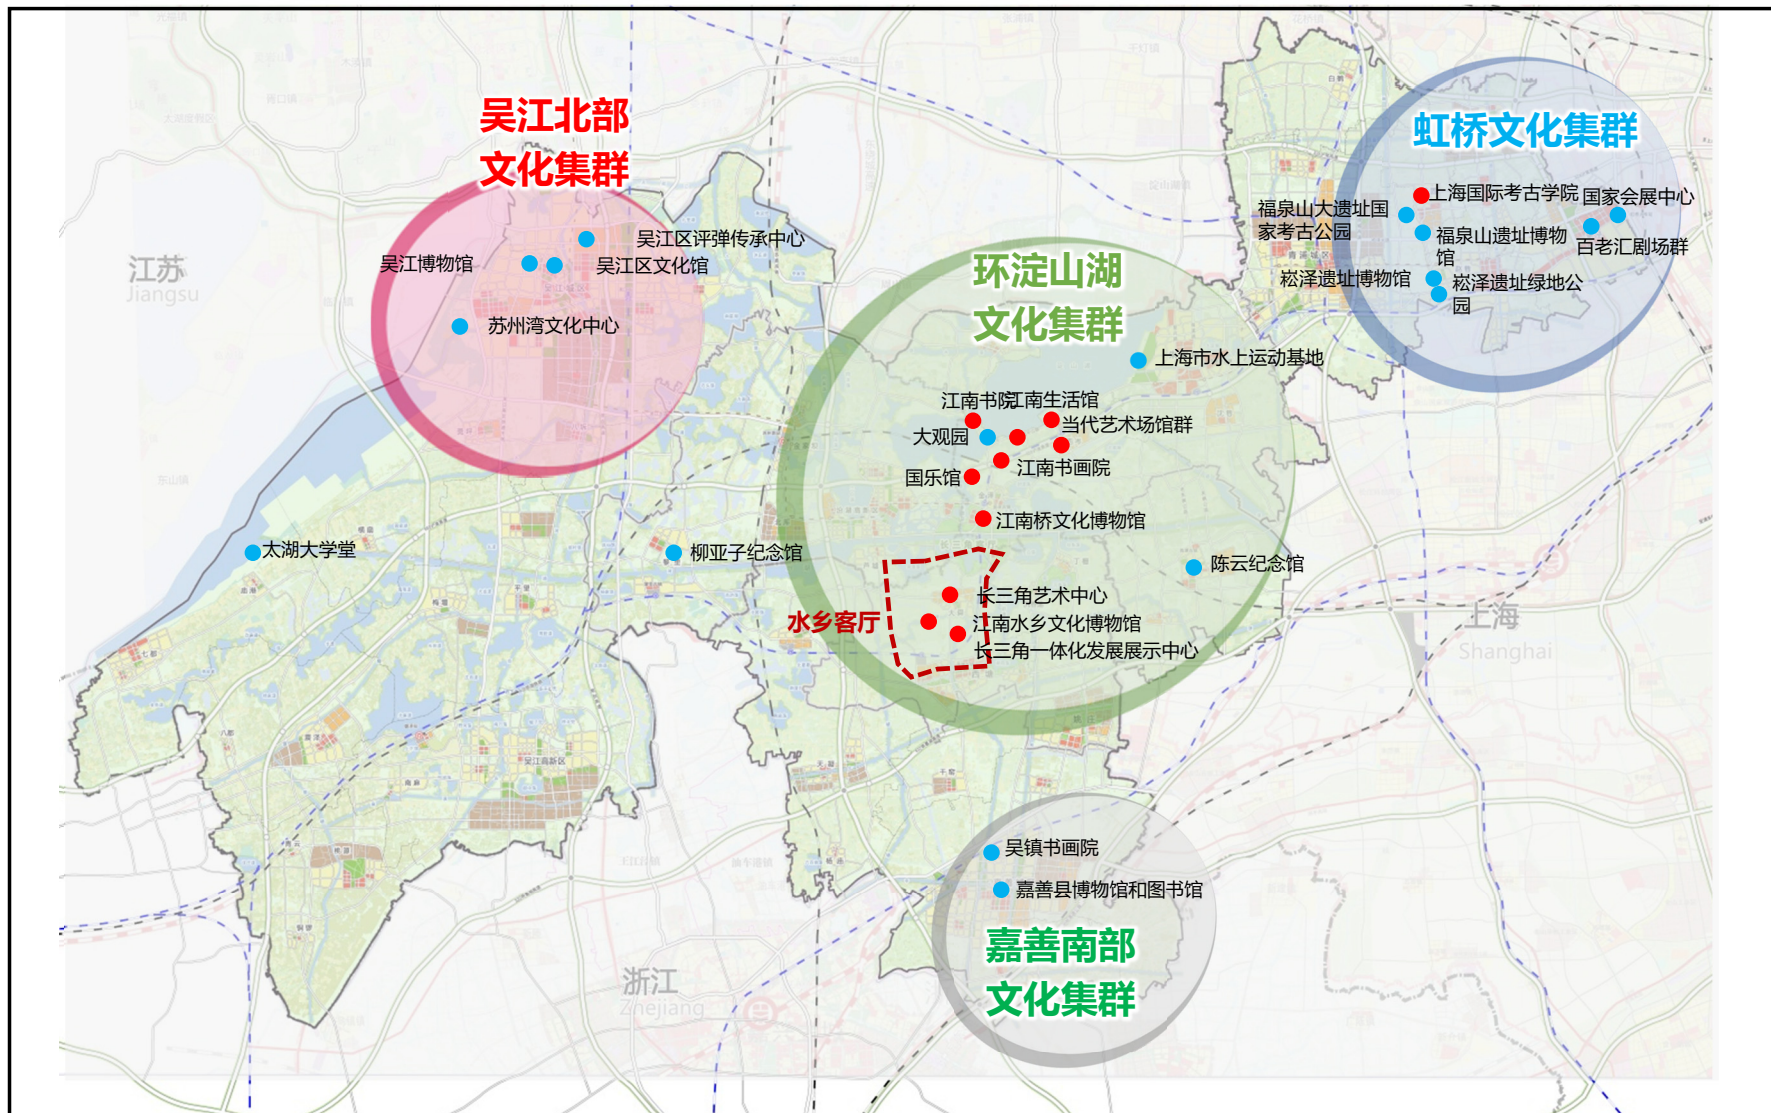 吴江北部
文化集群
虹桥文化集群
上海国际考古学院
国家会展中心
福泉山大遗址国
家考古公园
福泉山遗址博物
馆
百老汇剧场群
崧泽遗址博物馆
崧泽遗址绿地公
园
吴江区评弹传承中心
吴江博物馆
吴江区文化馆
苏州湾文化中心
江苏
Jiangsu
环淀山湖
文化集群
上海市水上运动基地
江南书院
江南生活馆
大观园
当代艺术场馆群
江南书画院
国乐馆
江南桥文化博物馆
太湖大学堂
柳亚子纪念馆
陈云纪念馆
水乡客厅
长三角艺术中心
江南水乡文化博物馆
长三角一体化发展展示中心
上海
Shanghai
吴江高新区
吴镇书画院
嘉善县博物馆和图书馆
嘉善南部
文化集群
浙江
Zhejiang